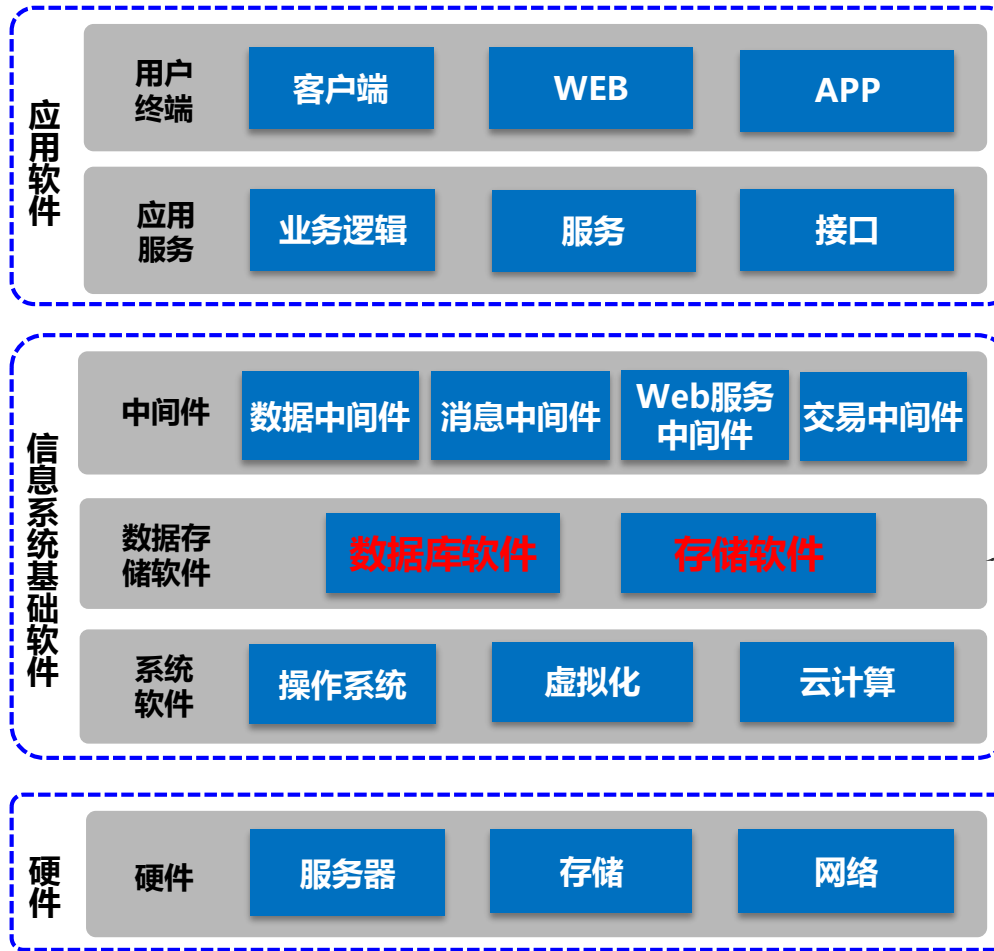 应用软件
用户
终端
客户端
WEB
APP
应用
服务
业务逻辑
服务
接口
信息系统基础软件
中间件
数据中间件
消息中间件
Web服务
中间件
交易中间件
数据存
储软件
数据库软件
存储软件
系统
软件
操作系统
虚拟化
云计算
硬件
硬件
服务器
存储
网络